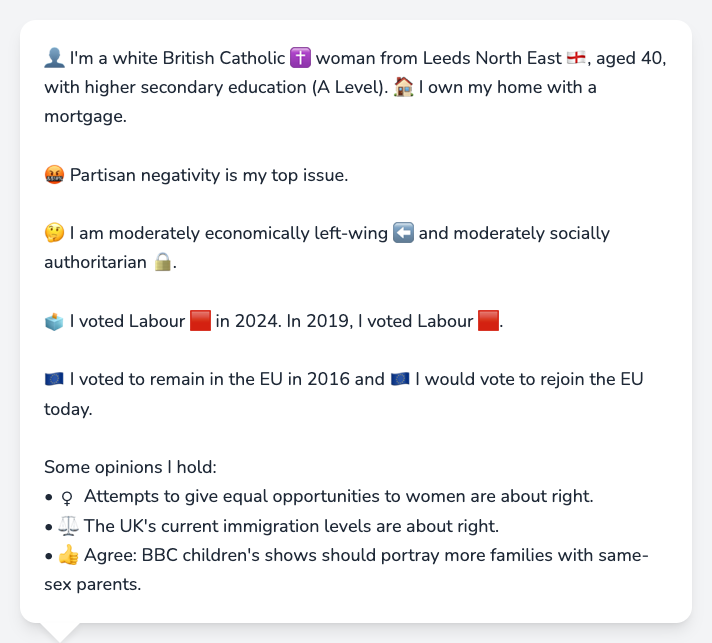 👤 I'm a white British Catholic ✝️ woman from Leeds North East 🏴󠁧󠁢󠁥󠁮󠁧󠁿, aged 40,
with higher secondary education (A Level). 🏠 I own my home with a
mortgage.
🤬 Partisan negativity is my top issue.
🤔 I am moderately economically left-wing ⬅️ and moderately socially
authoritarian 🔒.
🗳️ I voted Labour 🟥 in 2024. In 2019, I voted Labour 🟥.
🇪🇺 I voted to remain in the EU in 2016 and 🇪🇺 I would vote to rejoin the EU
today.
Some opinions I hold:
• ♀️ Attempts to give equal opportunities to women are about right.
• ⚖️ The UK's current immigration levels are about right.
• 👍 Agree: BBC children's shows should portray more families with same-
sex parents.